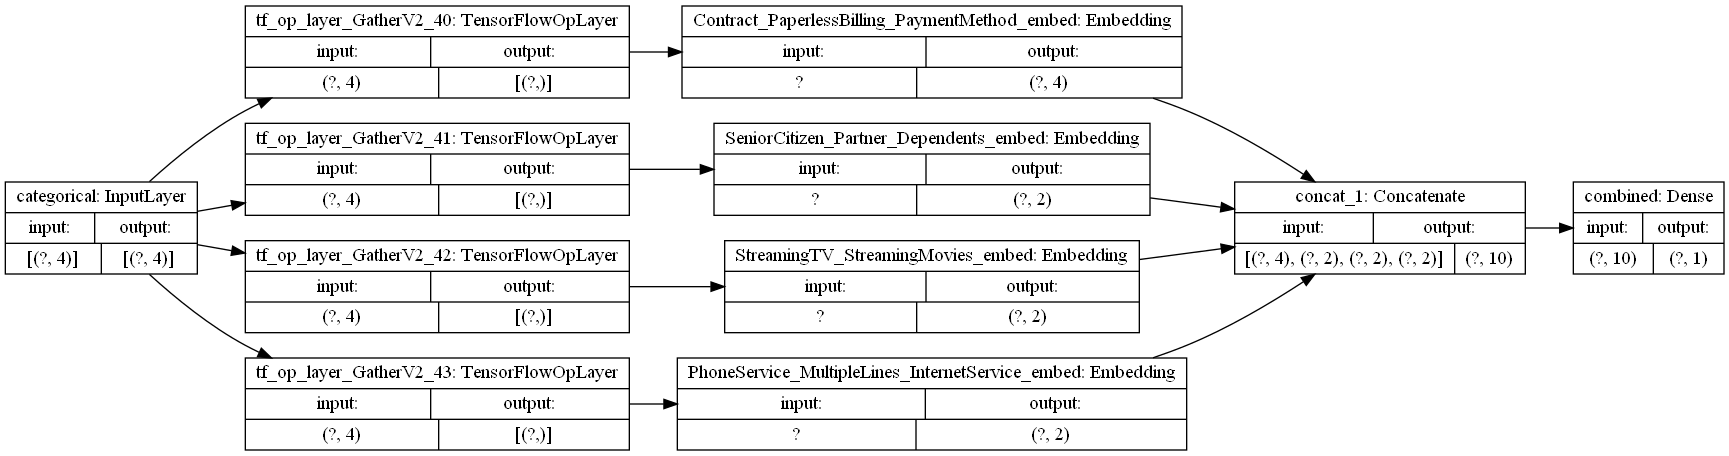 categorical: InputLayer
input: output:
[(?, 4)] [(?, 4)]
tf_op_layer_GatherV2_40: TensorFlowOpLayer
input: output:
(?, 4) [(?,)]
tf_op_layer_GatherV2_41: TensorFlowOpLayer
input: output:
(?, 4) [(?,)]
tf_op_layer_GatherV2_42: TensorFlowOpLayer
input: output:
(?, 4) [(?,)]
tf_op_layer_GatherV2_43: TensorFlowOpLayer
input: output:
(?, 4) [(?,)]
Contract_PaperlessBilling_PaymentMethod_embed: Embedding
input: output:
? (?, 4)
SeniorCitizen_Partner_Dependents_embed: Embedding
input: output:
? (?, 2)
StreamingTV_StreamingMovies_embed: Embedding
input: output:
? (?, 2)
PhoneService_MultipleLines_InternetService_embed: Embedding
input: output:
? (?, 2)
concat_1: Concatenate
input: output:
[(?, 4), (?, 2), (?, 2), (?, 2)] (?, 10)
combined: Dense
input: output:
(?, 10) (?, 1)